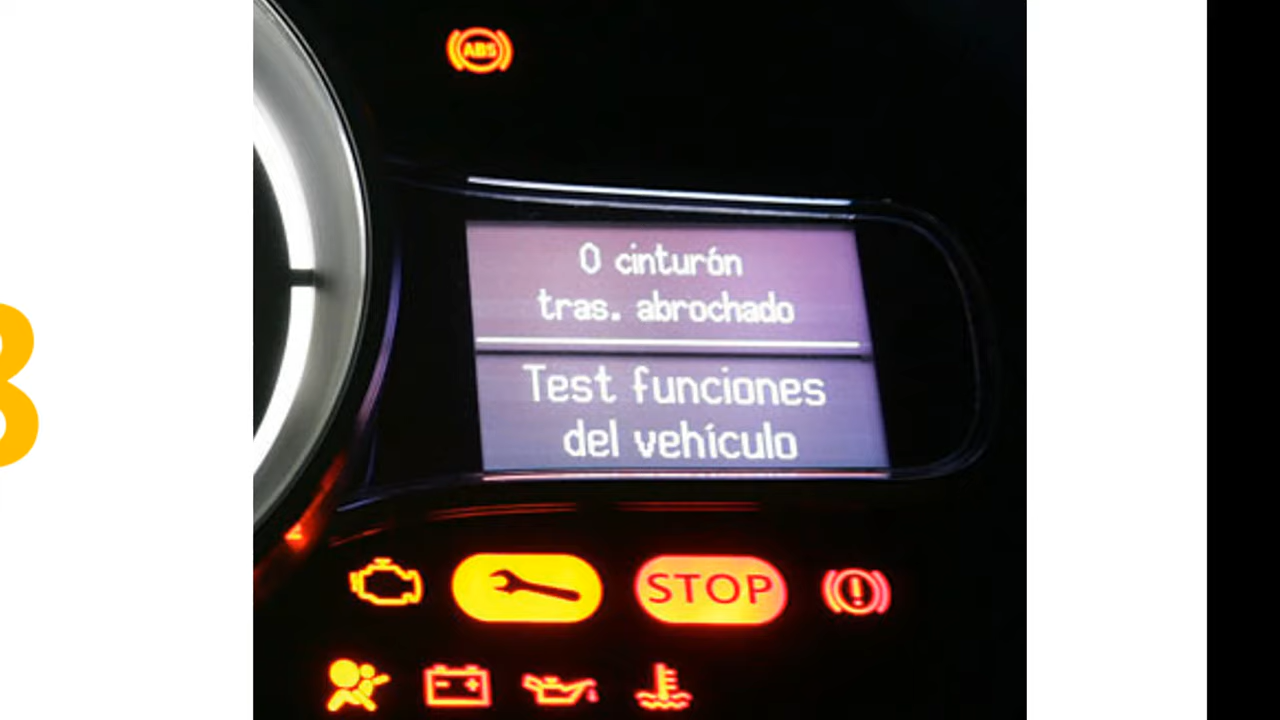 ABS
0 cinturón
tras. abrochado
Test funciones
del vehículo
STOP